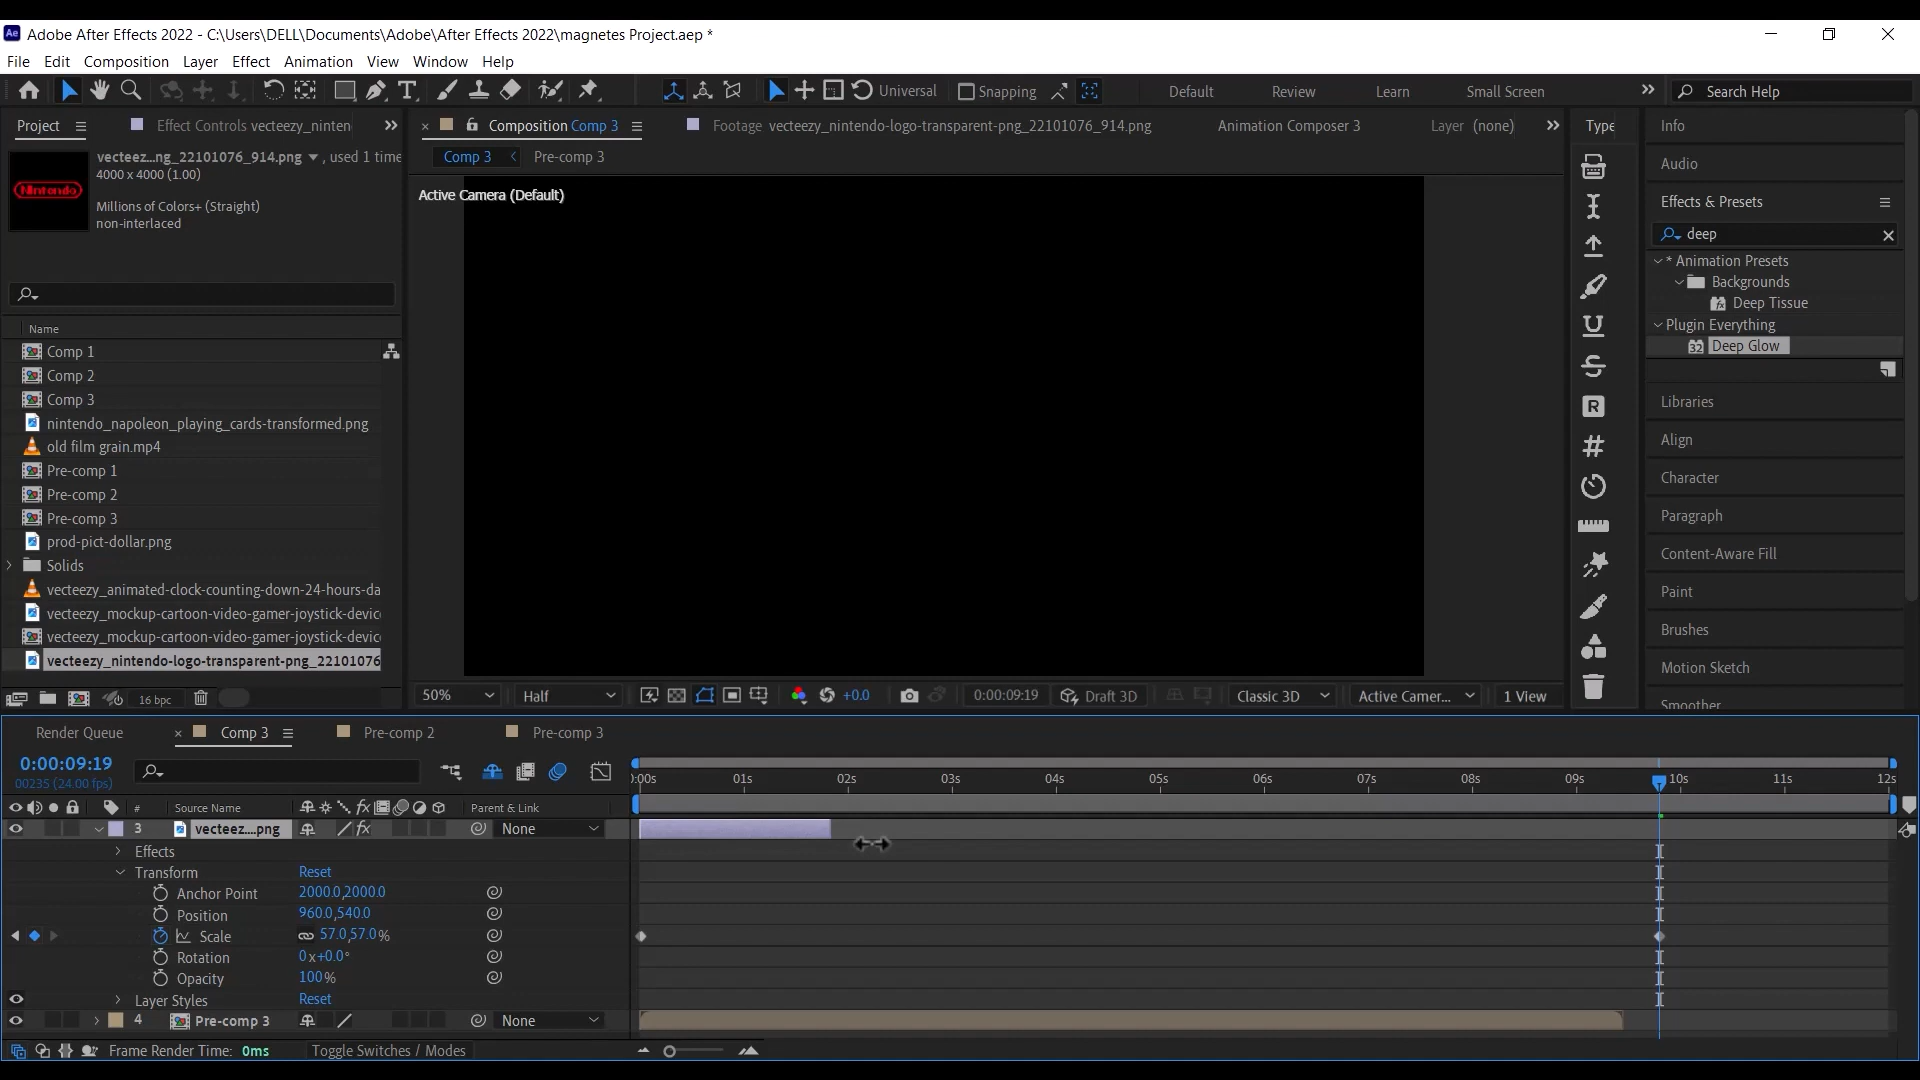 Adobe After Effects 2022 - C:\Users\DELL\Documents\Adobe\After Effects 2022\magnetes Project.aep *
File Edit Composition Layer Effect Animation View Window Help
Universal Snapping Default Review Learn Small Screen Search Help
Project Effect Controls vecteezy_ninten
Composition Comp 3 Footage vecteezy_nintendo-logo-transparent-png_22101076_914.png Animation Composer 3 Layer (none)
Type
Info
Comp 3 Pre-comp 3
vecteez...ng_22101076_914.png , used 1 time
4000 x 4000 (1.00)
Millions of Colors+ (Straight)
non-interlaced
Nintendo
Active Camera (Default)
Audio
Effects & Presets
deep
* Animation Presets
Backgrounds
Deep Tissue
Plugin Everything
Deep Glow
Libraries
Align
Character
Paragraph
Content-Aware Fill
Paint
Brushes
Motion Sketch
Smoother
Name
Comp 1
Comp 2
Comp 3
nintendo_napoleon_playing_cards-transformed.png
old film grain.mp4
Pre-comp 1
Pre-comp 2
Pre-comp 3
prod-pict-dollar.png
Solids
vecteezy_animated-clock-counting-down-24-hours-da
vecteezy_mockup-cartoon-video-gamer-joystick-device
vecteezy_mockup-cartoon-video-gamer-joystick-device
vecteezy_nintendo-logo-transparent-png_22101076
16 bpc
50% Half +0.0 0:00:09:19 Draft 3D Classic 3D Active Camer... 1 View
Render Queue Comp 3 Pre-comp 2 Pre-comp 3
0:00:09:19
00235 (24.00 fps)
):00s 01s 02s 03s 04s 05s 06s 07s 08s 09s 10s 11s 12s
# Source Name Parent & Link
3 vecteez....png None
Effects
Transform Reset
Anchor Point 2000.0,2000.0
Position 960.0,540.0
Scale 57.0,57.0%
Rotation 0x+0.0°
Opacity 100%
Layer Styles Reset
4 Pre-comp 3 None
Frame Render Time: 0ms Toggle Switches / Modes